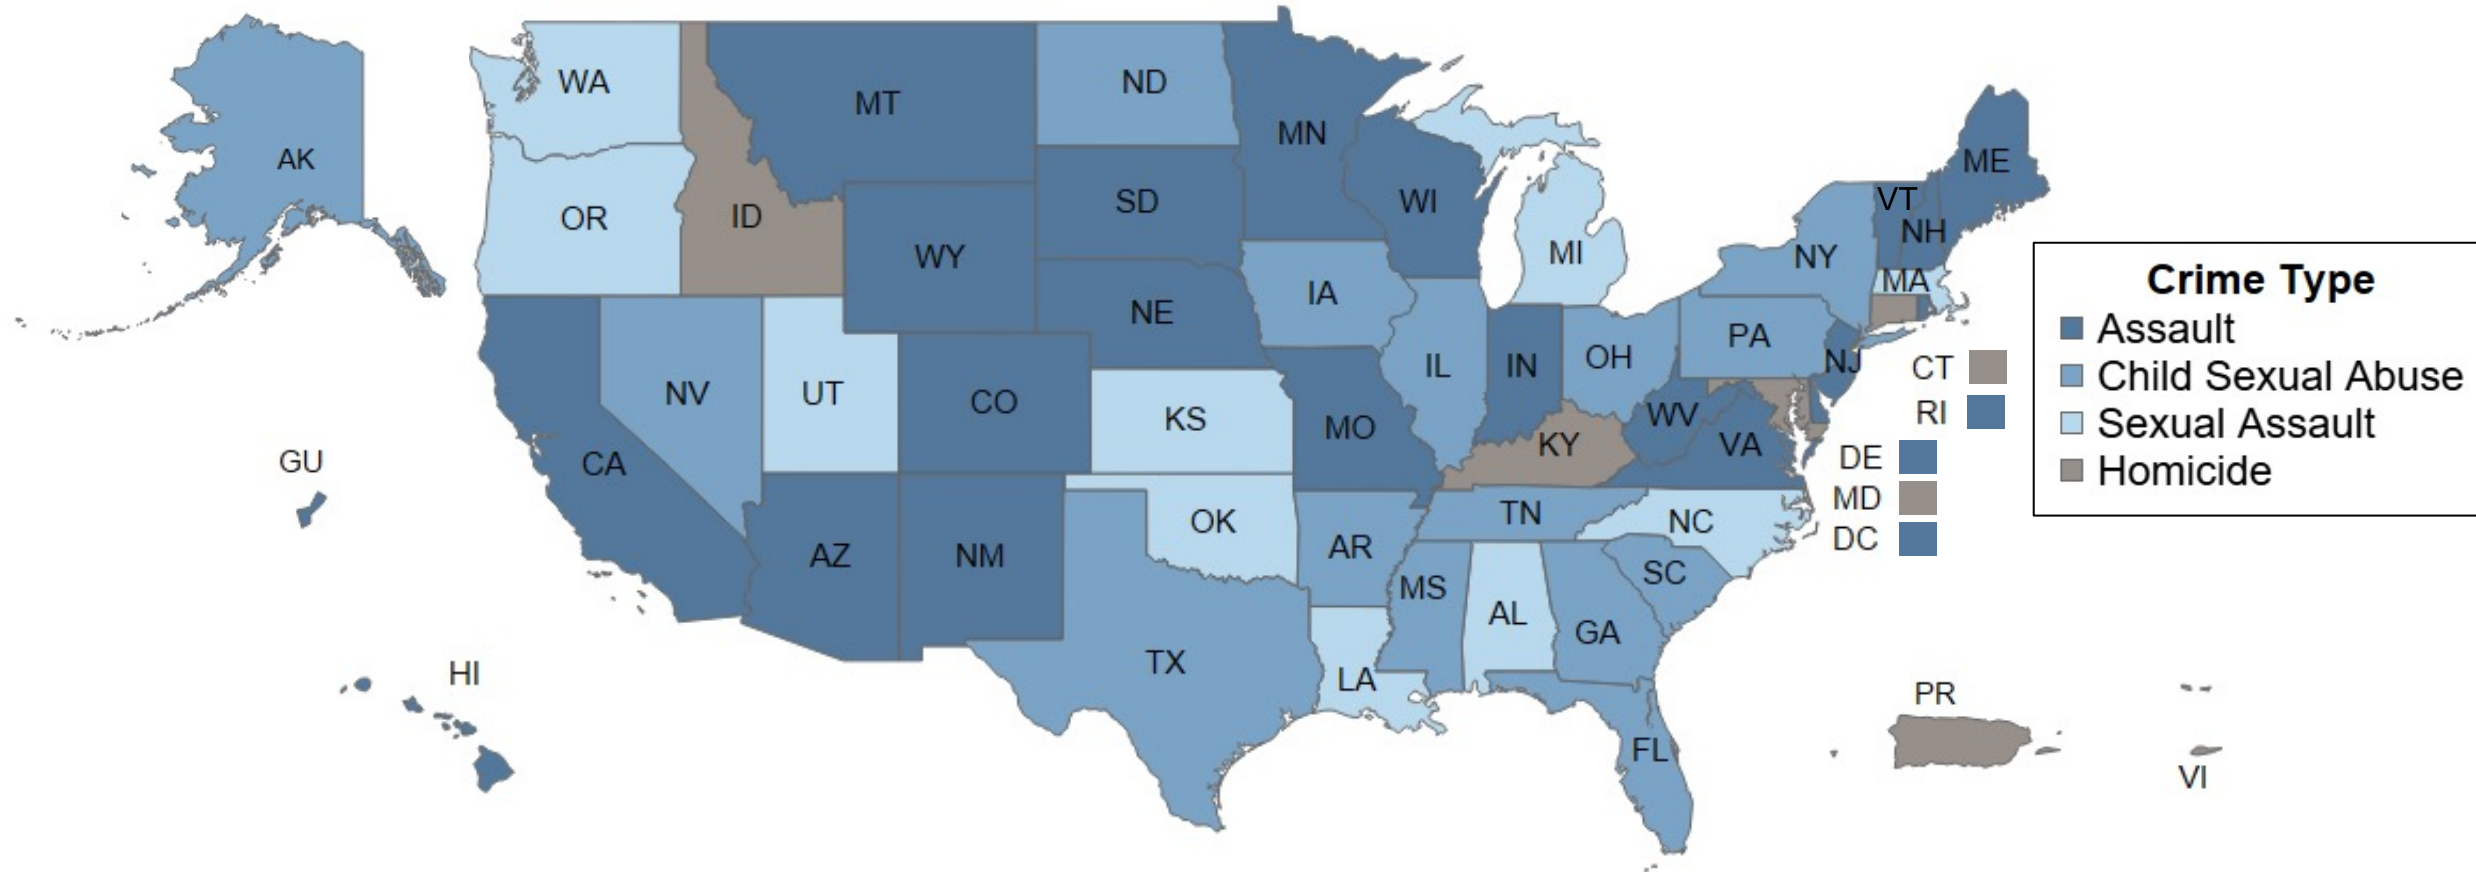 WA
MT
ND
MN
AK
ME
OR
ID
SD
WI
VT
NH
WY
MI
NY
MA
IA
NE
PA
NV
UT
CO
IL
IN
OH
NJ
CT
KS
MO
WV
RI
CA
KY
VA
DE
GU
MD
OK
TN
NC
DC
AZ
NM
AR
MS
SC
AL
GA
TX
HI
LA
FL
PR
VI
Crime Type
Assault
Child Sexual Abuse
Sexual Assault
Homicide